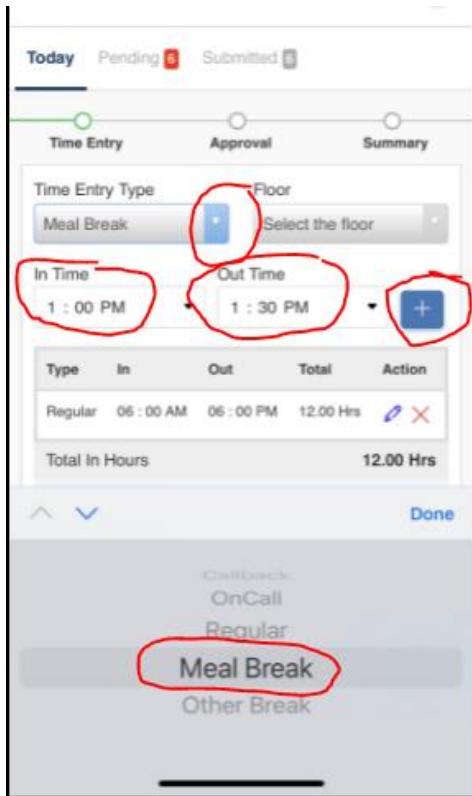 Today Pending 6 Submitted 6
Time Entry Approval Summary
Time Entry Type Floor
Meal Break Select the floor
In Time Out Time
1 : 00 PM 1 : 30 PM +
Type In Out Total Action
Regular 06 : 00 AM 06 : 00 PM 12.00 Hrs
Total In Hours 12.00 Hrs
Done
Callback
OnCall
Regular
Meal Break
Other Break